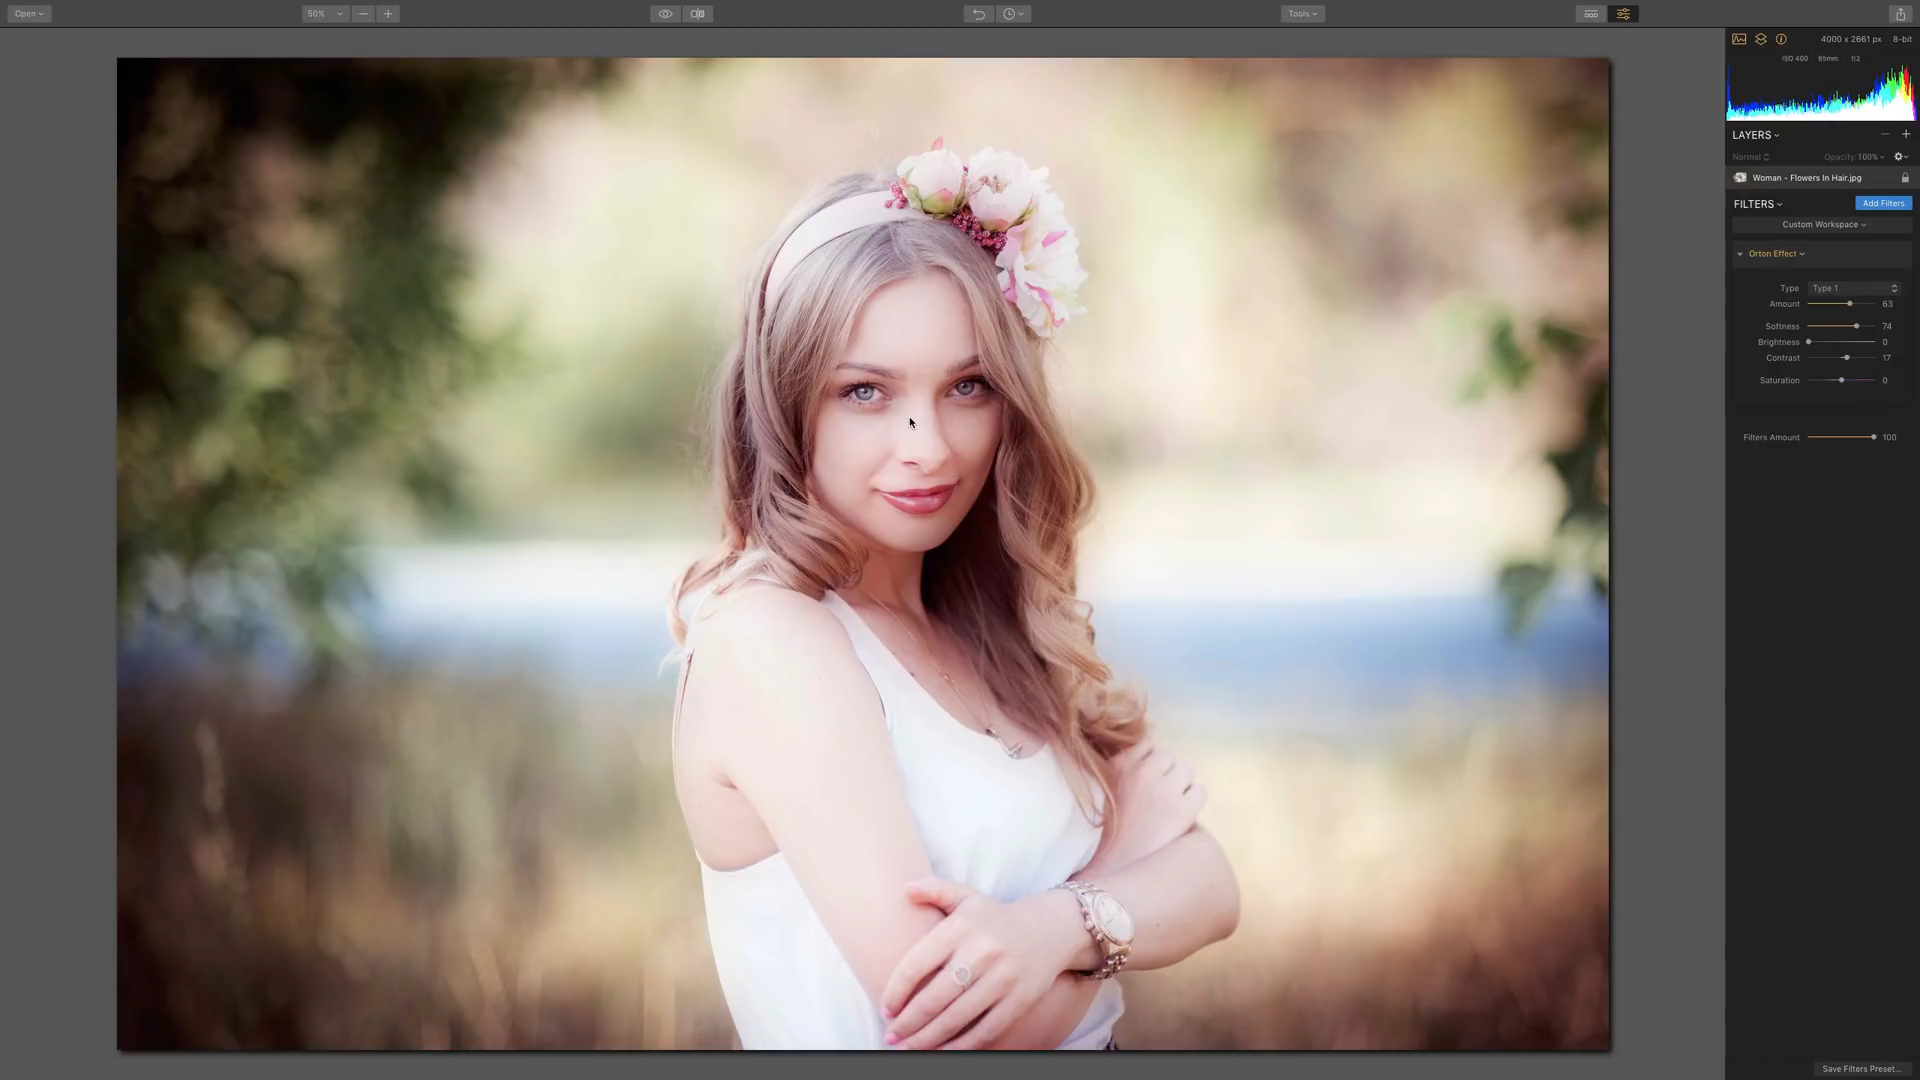 Open
50%
Tools
4000 x 2661 px 8-bit
ISO 400 85mm f/2
LAYERS
Normal Opacity: 100%
Woman - Flowers In Hair.jpg
FILTERS Add Filters
Custom Workspace
Orton Effect
Type Type 1
Amount 63
Softness 74
Brightness 0
Contrast 17
Saturation 0
Filters Amount 100
Save Filters Preset...